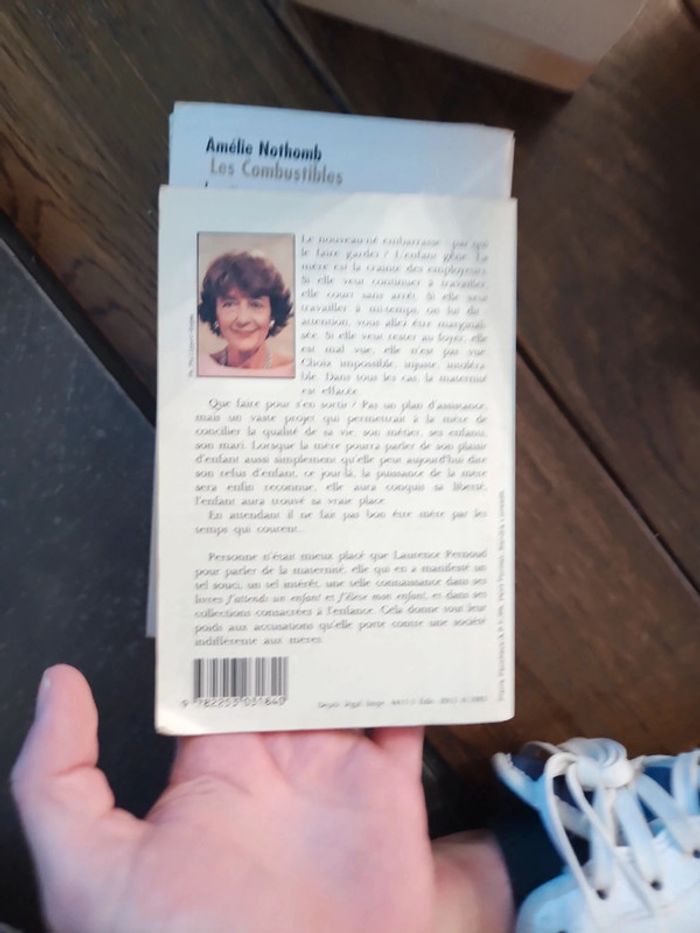 Amélie Nothomb
Les Combustibles
Le nouveau-né embarrasse : par qui
le faire garder ? L'enfant gêne. La
mère est la crainte des employeurs.
Si elle veut continuer à travailler,
elle court sans arrêt. Si elle veut
travailler à mi-temps, on lui dit :
attention, vous allez être marginali-
sée. Si elle veut rester au foyer, elle
est mal vue, elle n'est pas vue.
Choix impossible, injuste, intoléra-
ble. Dans tous les cas, la maternité
est effacée.
Que faire pour s'en sortir ? Pas un plan d'assistance,
mais un vaste projet qui permettrait à la mère de
concilier la qualité de sa vie, son métier, ses enfants,
son mari. Lorsque la mère pourra parler de son plaisir
d'enfant aussi simplement qu'elle peut aujourd'hui dire
son refus d'enfant, ce jour-là, la puissance de la mère
sera enfin reconnue, elle aura conquis sa liberté,
l'enfant aura trouvé sa vraie place.
En attendant il ne fait pas bon être mère par les
temps qui courent...
Personne n'était mieux placé que Laurence Pernoud
pour parler de la maternité, elle qui en a manifesté un
tel souci, un tel intérêt, une telle connaissance dans ses
livres J'attends un enfant et J'élève mon enfant, et dans ses
collections consacrées à l'enfance. Cela donne tout leur
poids aux accusations qu'elle porte contre une société
indifférente aux mères.
9 782253 031840